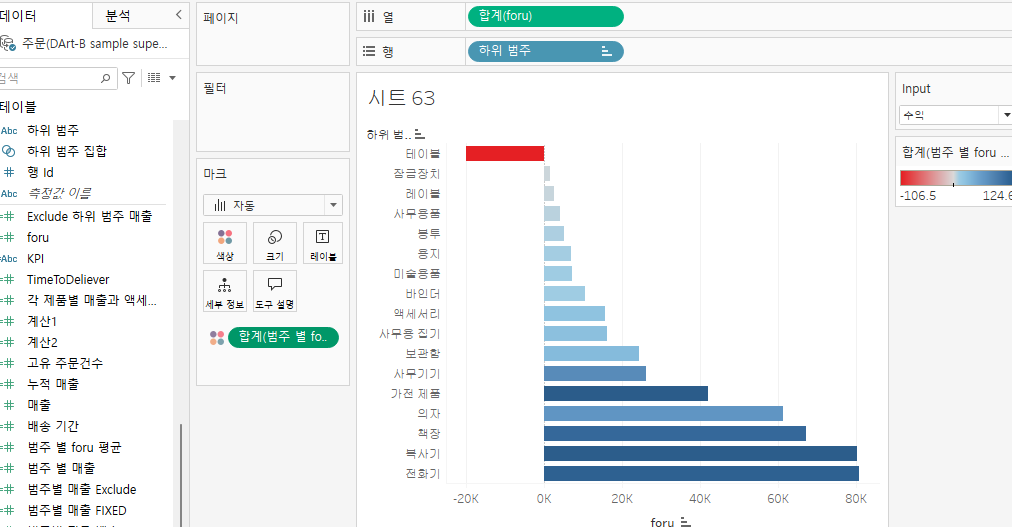 데이터
분석
주문(DArt-B sample supe...
검색
테이블
Abc 하위 범주
하위 범주 집합
# 행 Id
Abc 측정값 이름
=# Exclude 하위 범주 매출
=# foru
=Abc KPI
=# TimeToDeliever
=# 각 제품별 매출과 액세...
=# 계산1
=# 계산2
=# 고유 주문건수
=# 누적 매출
=# 매출
=# 배송 기간
=# 범주 별 foru 평균
=# 범주 별 매출
=# 범주별 매출 Exclude
=# 범주별 매출 FIXED
페이지
필터
마크
자동
색상
크기
레이블
세부 정보
도구 설명
합계(범주 별 fo..
열
합계(foru)
행
하위 범주
시트 63
하위 범..
테이블
잠금장치
레이블
사무용품
봉투
용지
미술용품
바인더
액세서리
사무용 집기
보관함
사무기기
가전 제품
의자
책장
복사기
전화기
-20K 0K 20K 40K 60K 80K
foru
Input
수익
합계(범주 별 foru ...
-106.5 124.6